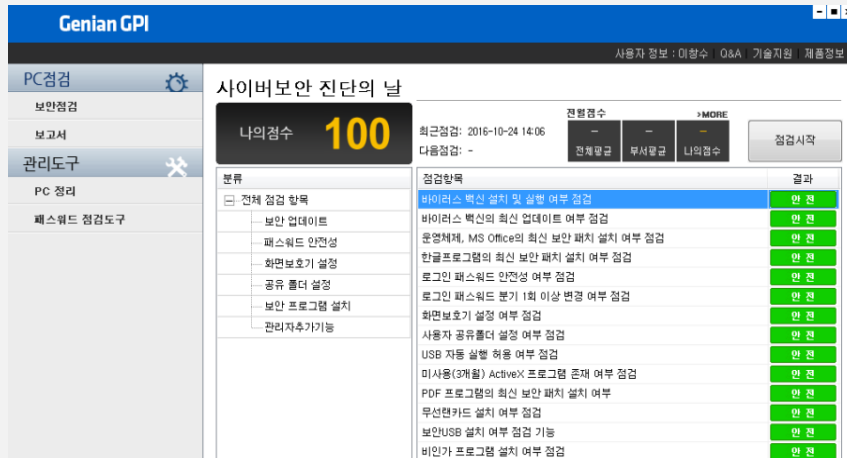 Genian GPI
사용자 정보 : 이창수 Q&A 기술지원 제품정보
PC점검
보안점검
보고서
관리도구
PC 정리
패스워드 점검도구
사이버보안 진단의 날
나의점수 100
최근점검: 2016-10-24 14:06
다음점검: -
전월점수 >MORE
- - -
전체평균 부서평균 나의점수
점검시작
분류
전체 점검 항목
보안 업데이트
패스워드 안전성
화면보호기 설정
공유 폴더 설정
보안 프로그램 설치
관리자추가기능
점검항목 결과
바이러스 백신 설치 및 실행 여부 점검 안 전
바이러스 백신의 최신 업데이트 여부 점검 안 전
운영체제, MS Office의 최신 보안 패치 설치 여부 점검 안 전
한글프로그램의 최신 보안 패치 설치 여부 점검 안 전
로그인 패스워드 안전성 여부 점검 안 전
로그인 패스워드 분기 1회 이상 변경 여부 점검 안 전
화면보호기 설정 여부 점검 안 전
사용자 공유폴더 설정 여부 점검 안 전
USB 자동 실행 허용 여부 점검 안 전
미사용(3개월) ActiveX 프로그램 존재 여부 점검 안 전
PDF 프로그램의 최신 보안 패치 설치 여부 안 전
무선랜카드 설치 여부 점검 안 전
보안USB 설치 여부 점검 기능 안 전
비인가 프로그램 설치 여부 점검 안 전